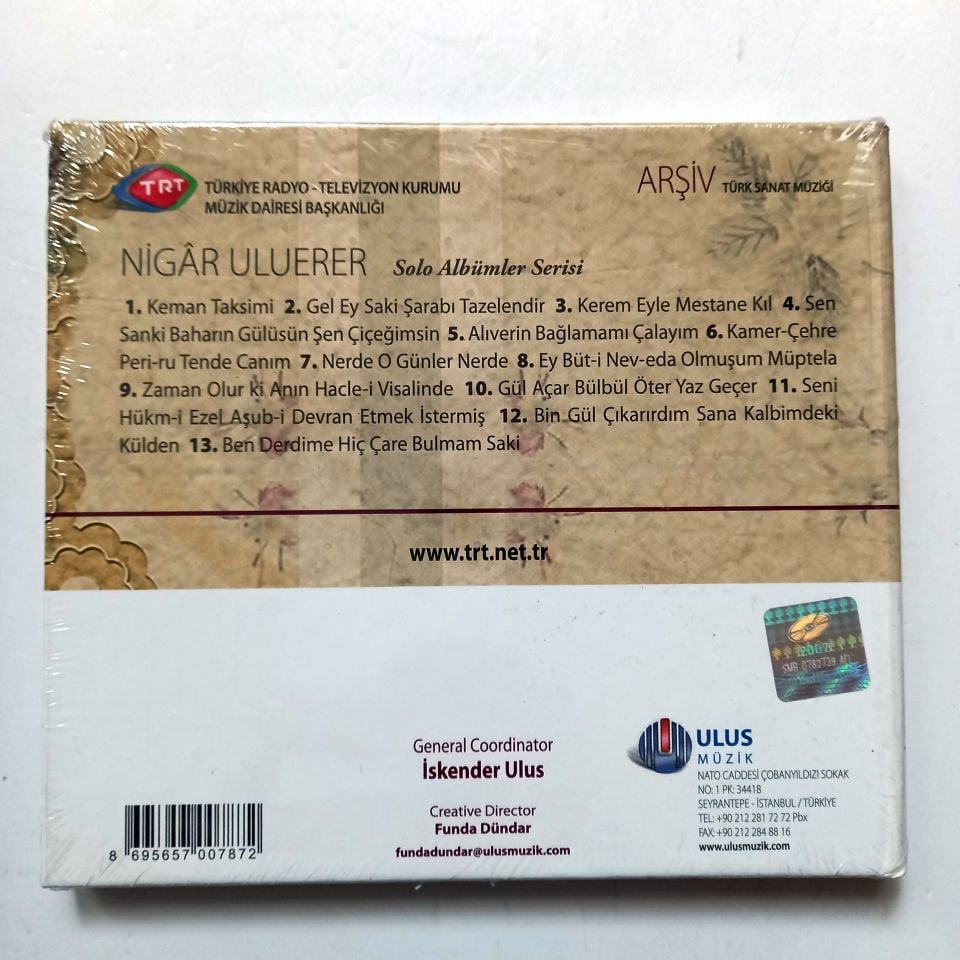 TRT
TÜRKİYE RADYO - TELEVİZYON KURUMU
MÜZİK DAİRESİ BAŞKANLIĞI
ARŞİV TÜRK SANAT MÜZİĞİ
NİGÂR ULUERER Solo Albümler Serisi
1. Keman Taksimi 2. Gel Ey Saki Şarabı Tazelendir 3. Kerem Eyle Mestane Kıl 4. Sen
Sanki Baharın Gülüsün Şen Çiçeğimsin 5. Alıverin Bağlamamı Çalayım 6. Kamer-Çehre
Peri-ru Tende Canım 7. Nerde O Günler Nerde 8. Ey Büt-i Nev-eda Olmuşum Müptela
9. Zaman Olur ki Anın Hacle-i Visalinde 10. Gül Açar Bülbül Öter Yaz Geçer 11. Seni
Hükm-i Ezel Aşub-i Devran Etmek İstermiş 12. Bin Gül Çıkarırdım Sana Kalbimdeki
Külden 13. Ben Derdime Hiç Çare Bulmam Saki
www.trt.net.tr
2007
SMB 0782739 AD
General Coordinator
İskender Ulus
Creative Director
Funda Dündar
fundadundar@ulusmuzik.com
ULUS
MÜZİK
NATO CADDESİ ÇOBANYILDIZI SOKAK
NO: 1 PK: 34418
SEYRANTEPE - İSTANBUL / TÜRKİYE
TEL: +90 212 281 72 72 Pbx
FAX: +90 212 284 88 16
www.ulusmuzik.com
8 695657 007872